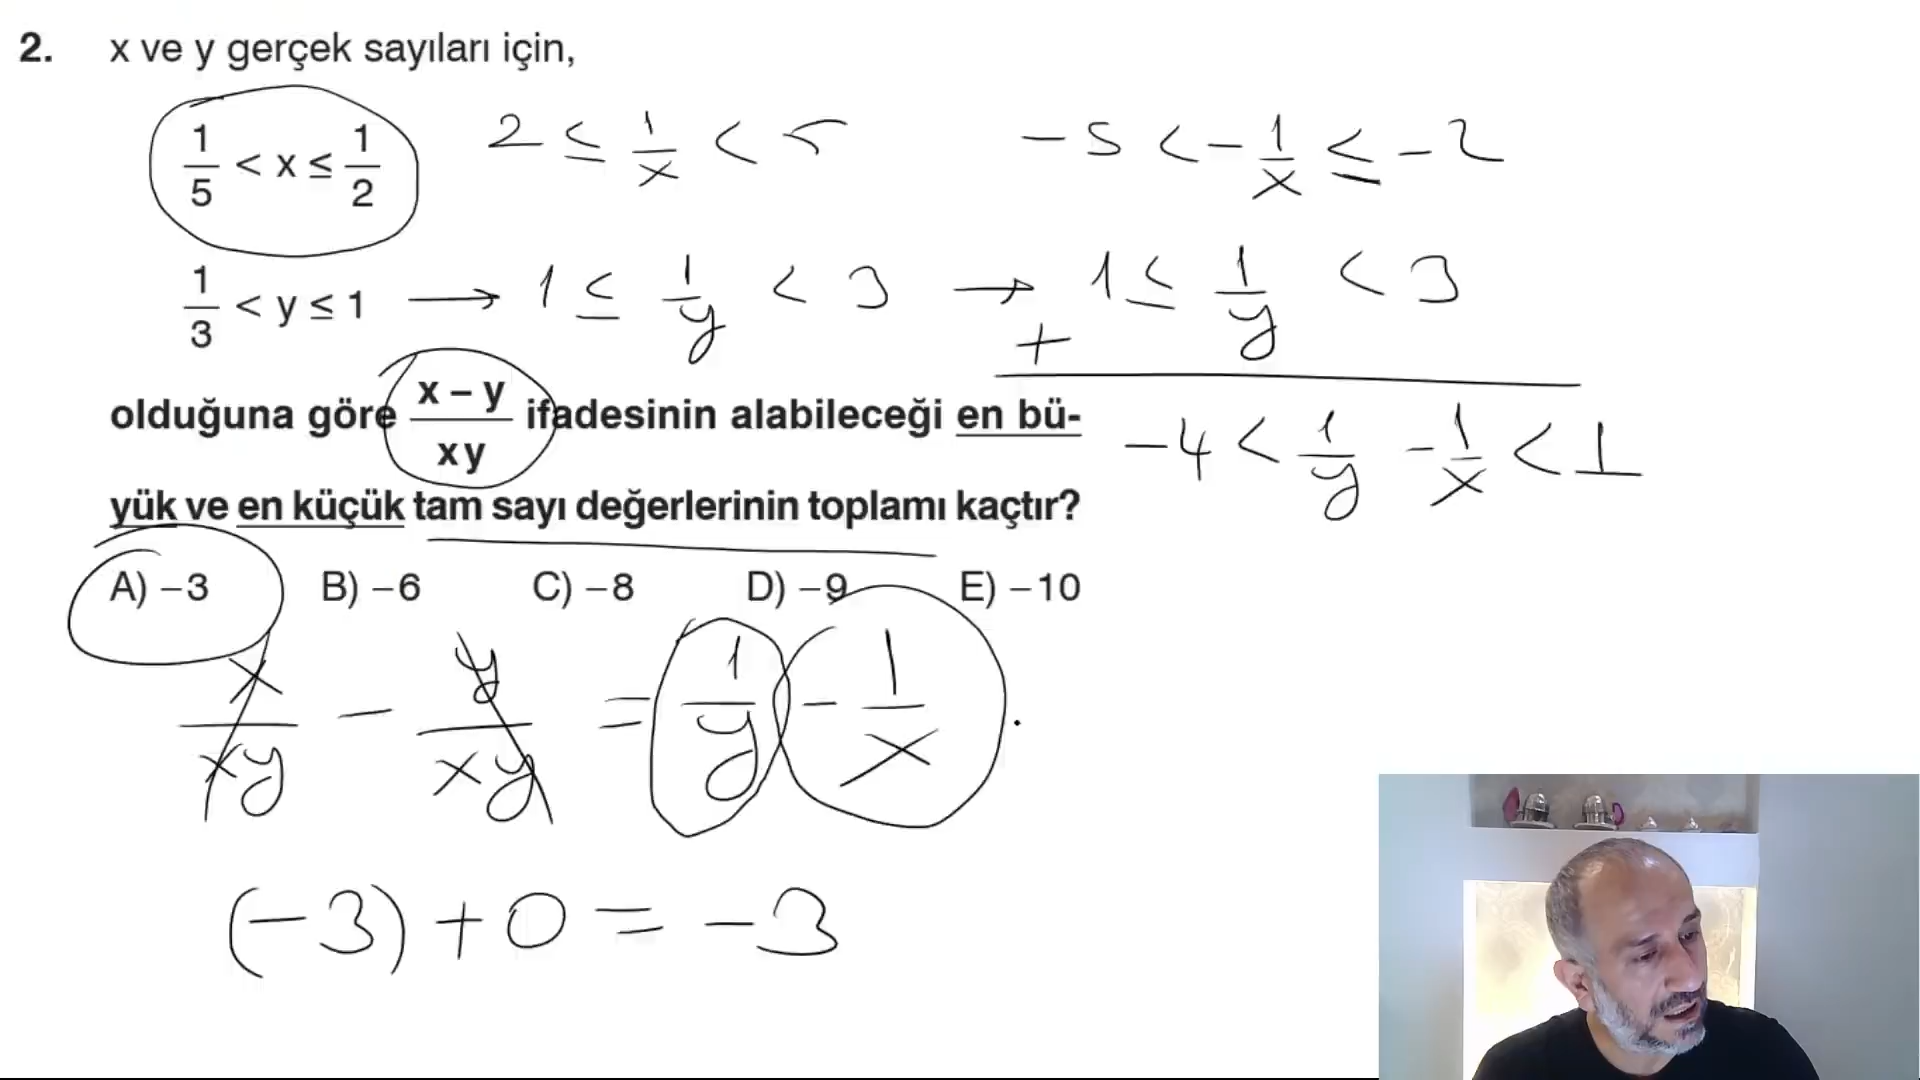 2. x ve y gerçek sayıları için,
1/5 < x ≤ 1/2   2 ≤ 1/x < 5   -5 < -1/x ≤ -2
1/3 < y ≤ 1 → 1 ≤ 1/y < 3 → 1 ≤ 1/y < 3
+
olduğuna göre (x – y)/(xy) ifadesinin alabileceği en bü-
-4 < 1/y - 1/x < 1
yük ve en küçük tam sayı değerlerinin toplamı kaçtır?
A) –3 B) –6 C) –8 D) –9 E) –10
x/xy - y/xy = 1/y - 1/x .
(-3) + 0 = -3